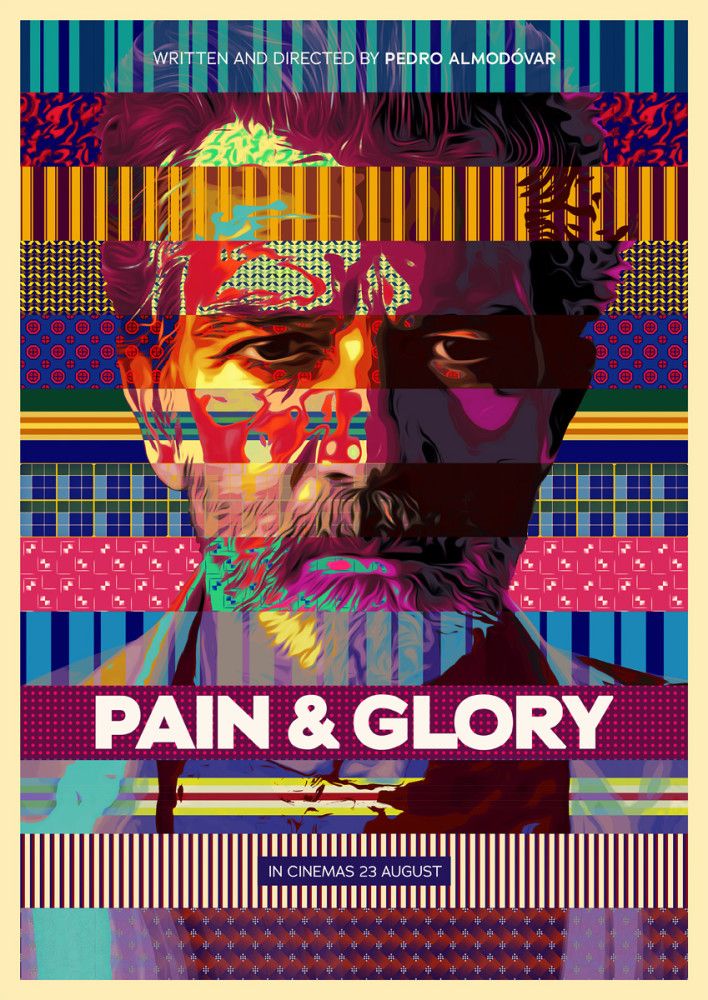 WRITTEN AND DIRECTED BY PEDRO ALMODÓVAR
PAIN & GLORY
IN CINEMAS 23 AUGUST